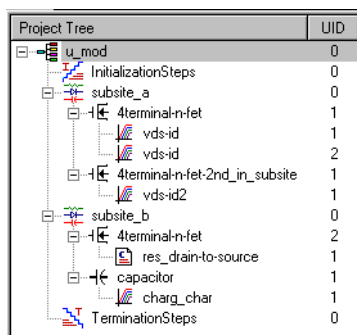 Project Tree UID
u_mod 0
InitializationSteps 0
subsite_a 0
4terminal-n-fet 1
vds-id 1
vds-id 2
4terminal-n-fet-2nd_in_subsite 1
vds-id2 1
subsite_b 0
4terminal-n-fet 2
res_drain-to-source 1
capacitor 1
charg_char 1
TerminationSteps 0